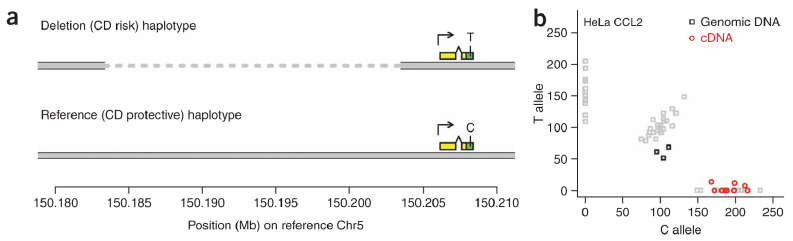 a
Deletion (CD risk) haplotype
T
Reference (CD protective) haplotype
C
150.180 150.185 150.190 150.195 150.200 150.205 150.210
Position (Mb) on reference Chr5
b
HeLa CCL2
Genomic DNA
cDNA
T allele
250
200
150
100
50
0
0 50 100 150 200 250
C allele